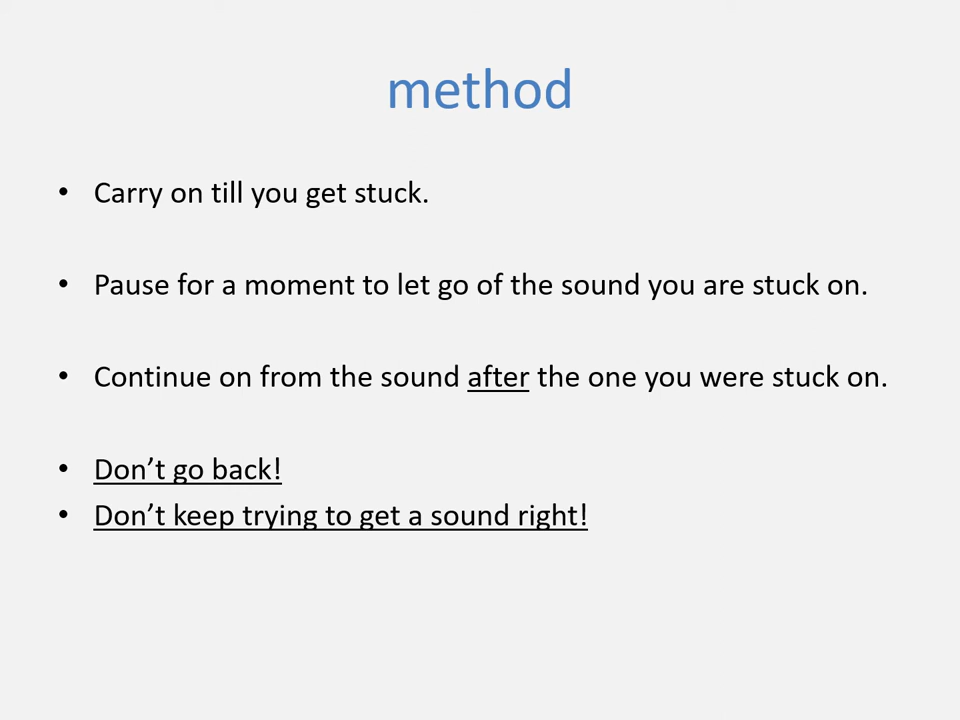 method
• Carry on till you get stuck.
• Pause for a moment to let go of the sound you are stuck on.
• Continue on from the sound after the one you were stuck on.
• Don’t go back!
• Don’t keep trying to get a sound right!